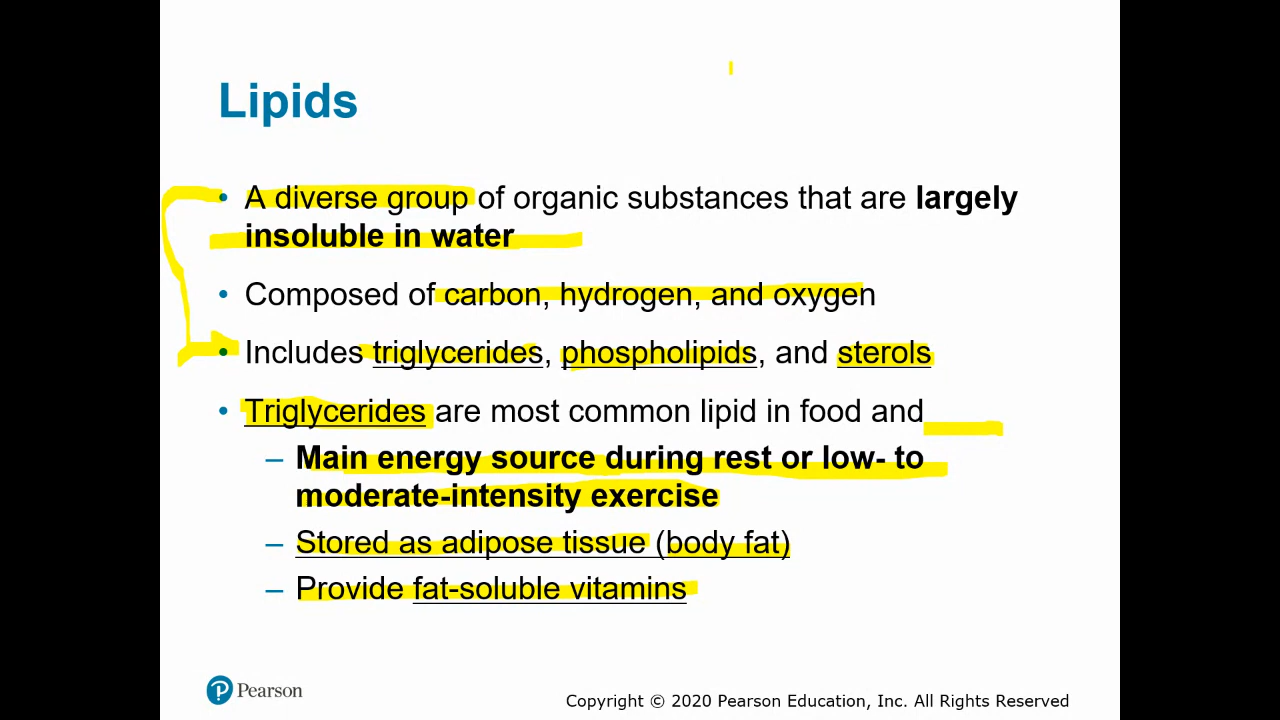 Lipids
• A diverse group of organic substances that are largely
insoluble in water
• Composed of carbon, hydrogen, and oxygen
• Includes triglycerides, phospholipids, and sterols
• Triglycerides are most common lipid in food and
– Main energy source during rest or low- to
moderate-intensity exercise
– Stored as adipose tissue (body fat)
– Provide fat-soluble vitamins
Pearson
Copyright © 2020 Pearson Education, Inc. All Rights Reserved